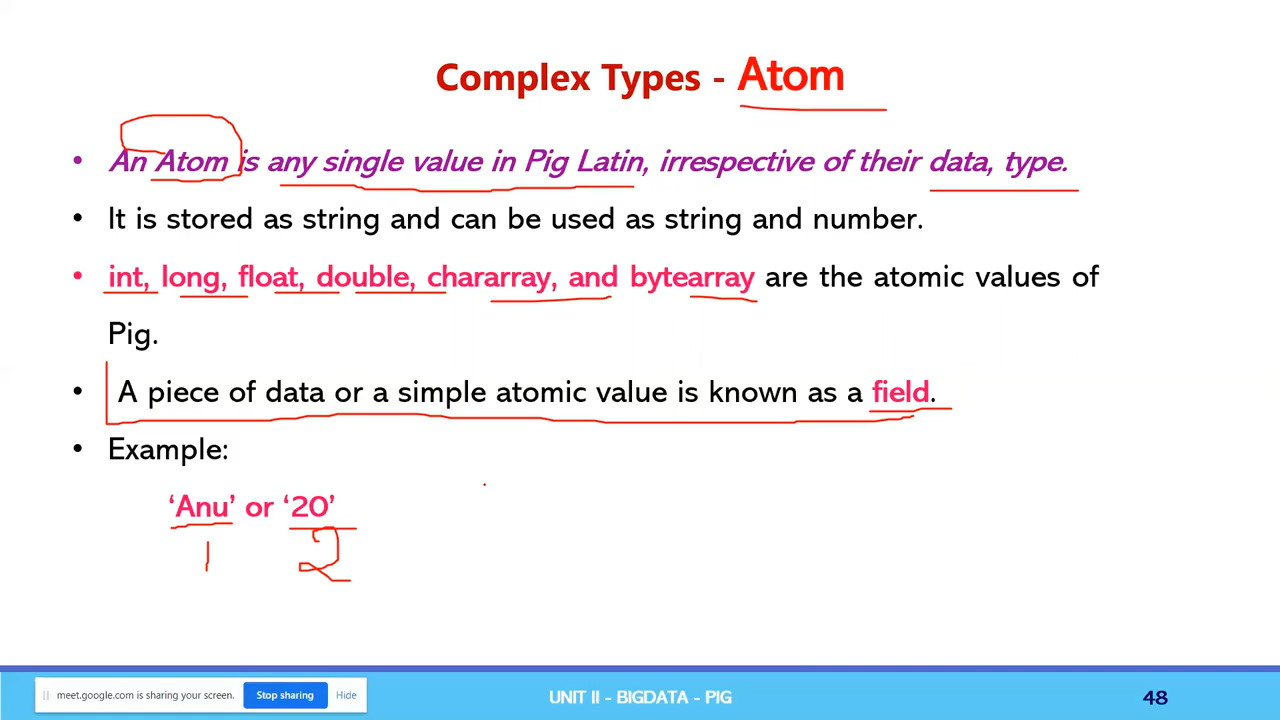 Complex Types - Atom
• An Atom is any single value in Pig Latin, irrespective of their data, type.
• It is stored as string and can be used as string and number.
• int, long, float, double, chararray, and bytearray are the atomic values of
Pig.
• A piece of data or a simple atomic value is known as a field.
• Example:
‘Anu’ or ‘20’
1 2
meet.google.com is sharing your screen. Stop sharing Hide
UNIT II – BIGDATA - PIG
48